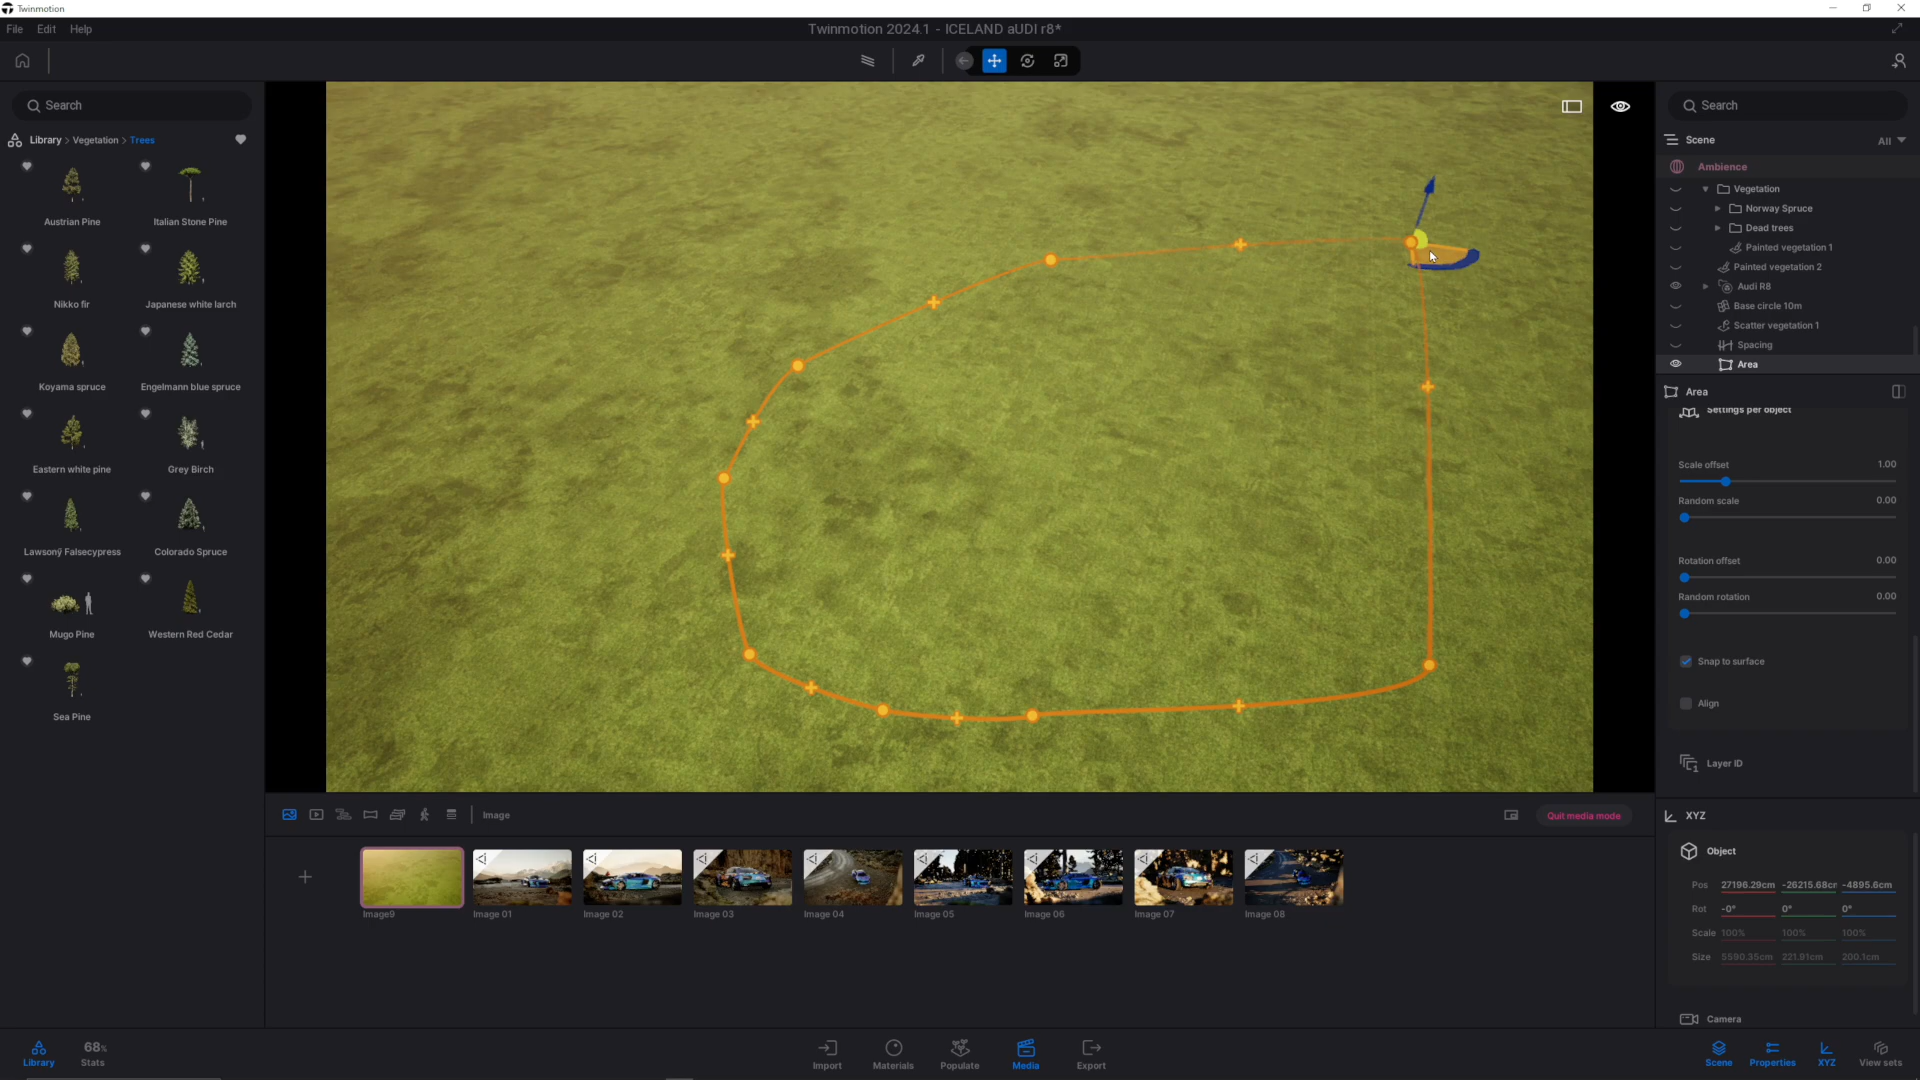 Twinmotion
File Edit Help
Twinmotion 2024.1 - ICELAND aUDI r8*
Search
Library > Vegetation > Trees
Austrian Pine
Italian Stone Pine
Nikko fir
Japanese white larch
Koyama spruce
Engelmann blue spruce
Eastern white pine
Grey Birch
Lawsonÿ Falsecypress
Colorado Spruce
Mugo Pine
Western Red Cedar
Sea Pine
Search
Scene All
Ambience
Vegetation
Norway Spruce
Dead trees
Painted vegetation 1
Painted vegetation 2
Audi R8
Base circle 10m
Scatter vegetation 1
Spacing
Area
Area
Settings per object
Scale offset 1.00
Random scale 0.00
Rotation offset 0.00
Random rotation 0.00
Snap to surface
Align
Layer ID
XYZ
Object
Pos 27196.29cm -26215.68cm -4895.6cm
Rot -0° 0° 0°
Scale 100% 100% 100%
Size 5590.35cm 221.91cm 200.1cm
Camera
Image
Quit media mode
Image9
Image 01
Image 02
Image 03
Image 04
Image 05
Image 06
Image 07
Image 08
Library
68%
Stats
Import
Materials
Populate
Media
Export
Scene
Properties
XYZ
View sets